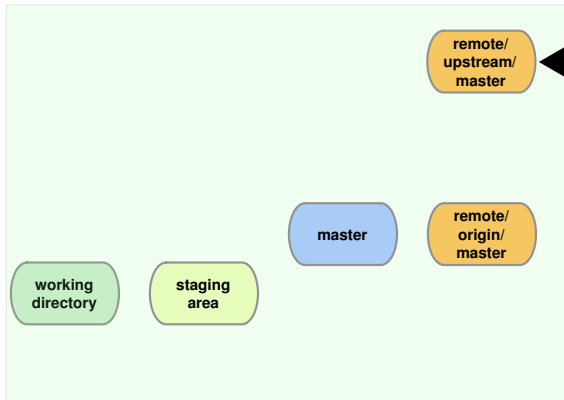 remote/
upstream/
master
master
remote/
origin/
master
working
directory
staging
area